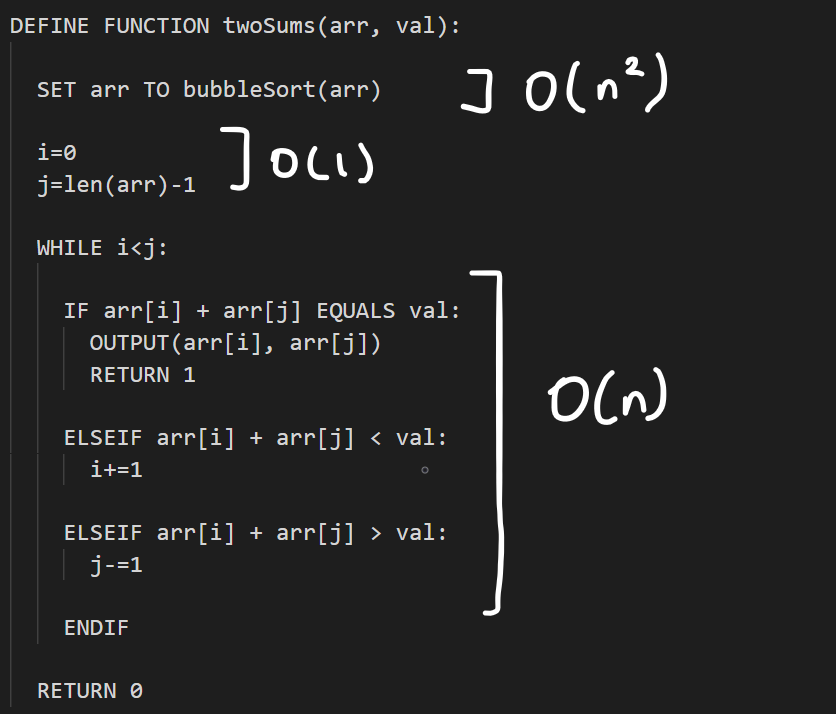 DEFINE FUNCTION twoSums(arr, val):
SET arr TO bubbleSort(arr) ] O(n²)
i=0
j=len(arr)-1 ] O(1)
WHILE i<j:
IF arr[i] + arr[j] EQUALS val:
OUTPUT(arr[i], arr[j])
RETURN 1
ELSEIF arr[i] + arr[j] < val:
i+=1
ELSEIF arr[i] + arr[j] > val:
j-=1
ENDIF
] O(n)
RETURN 0